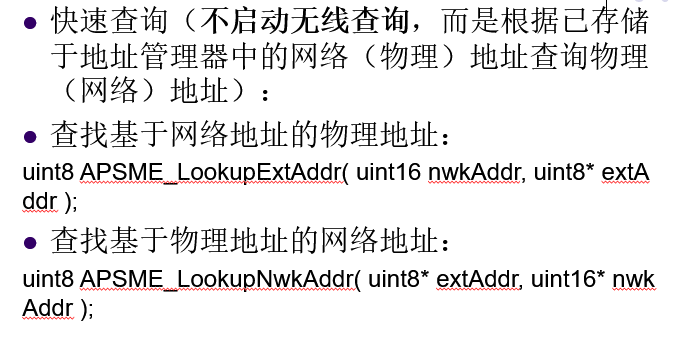 ● 快速查询（不启动无线查询，而是根据已存储
于地址管理器中的网络（物理）地址查询物理
（网络）地址）：
● 查找基于网络地址的物理地址：
uint8 APSME_LookupExtAddr( uint16 nwkAddr, uint8* extA
ddr );
● 查找基于物理地址的网络地址：
uint8 APSME_LookupNwkAddr( uint8* extAddr, uint16* nwk
Addr );